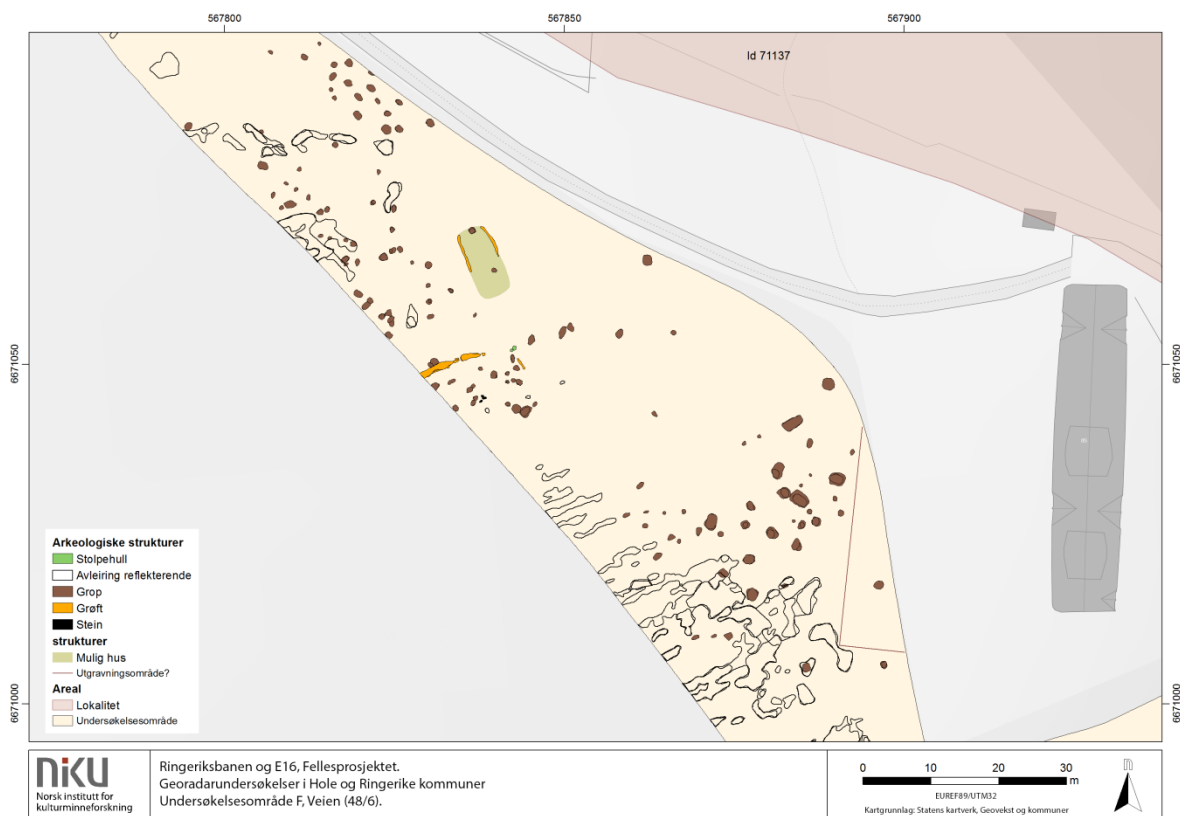 567800
567850
567900
Id 71137
6671050
6671050
6671000
6671000
Arkeologiske strukturer
Stolpehull
Avleiring reflekterende
Grop
Grøft
Stein
strukturer
Mulig hus
Utgravningsområde?
Areal
Lokalitet
Undersøkelsesområde
NIKU
Norsk institutt for
kulturminneforskning
Ringeriksbanen og E16, Fellesprosjektet.
Georadarundersøkelser i Hole og Ringerike kommuner
Undersøkelsesområde F, Veien (48/6).
0 10 20 30
m
EUREF89/UTM32
Kartgrunnlag: Statens kartverk, Geovekst og kommuner